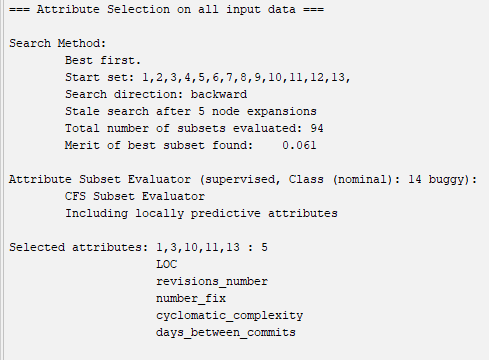 === Attribute Selection on all input data ===
Search Method:
Best first.
Start set: 1,2,3,4,5,6,7,8,9,10,11,12,13,
Search direction: backward
Stale search after 5 node expansions
Total number of subsets evaluated: 94
Merit of best subset found:    0.061
Attribute Subset Evaluator (supervised, Class (nominal): 14 buggy):
CFS Subset Evaluator
Including locally predictive attributes
Selected attributes: 1,3,10,11,13 : 5
LOC
revisions_number
number_fix
cyclomatic_complexity
days_between_commits